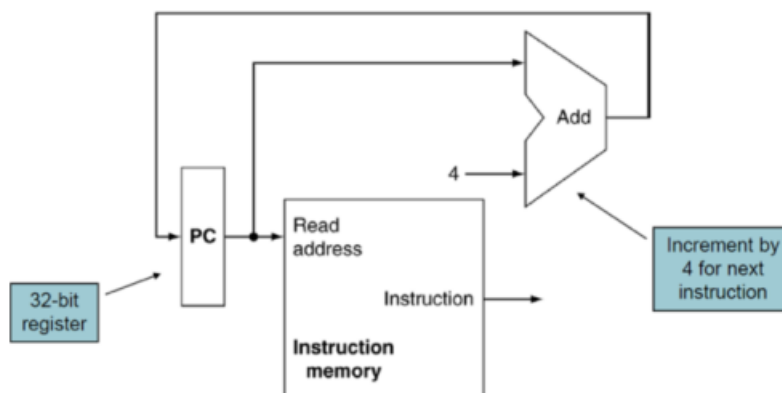 Add
4
PC
Read
address
Increment by
4 for next
instruction
32-bit
register
Instruction
Instruction
memory